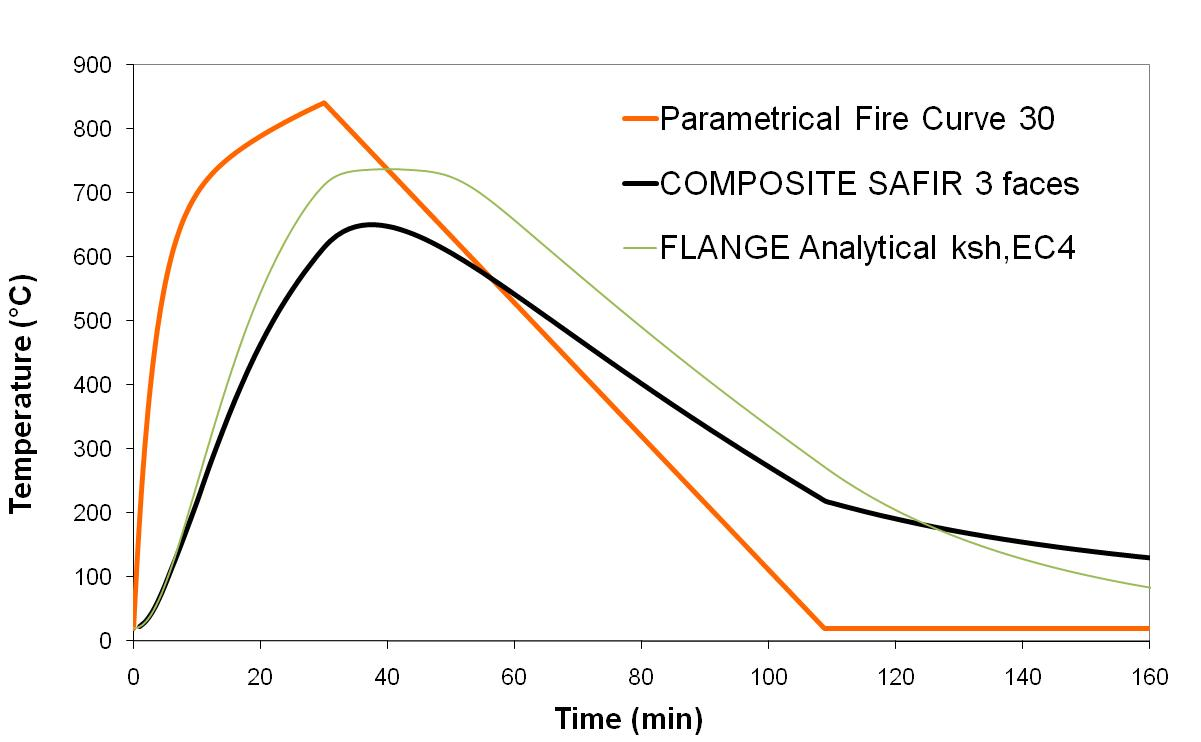 900
800
700
600
500
400
300
200
100
0
Temperature (°C)
Parametrical Fire Curve 30
COMPOSITE SAFIR 3 faces
FLANGE Analytical ksh,EC4
0 20 40 60 80 100 120 140 160
Time (min)